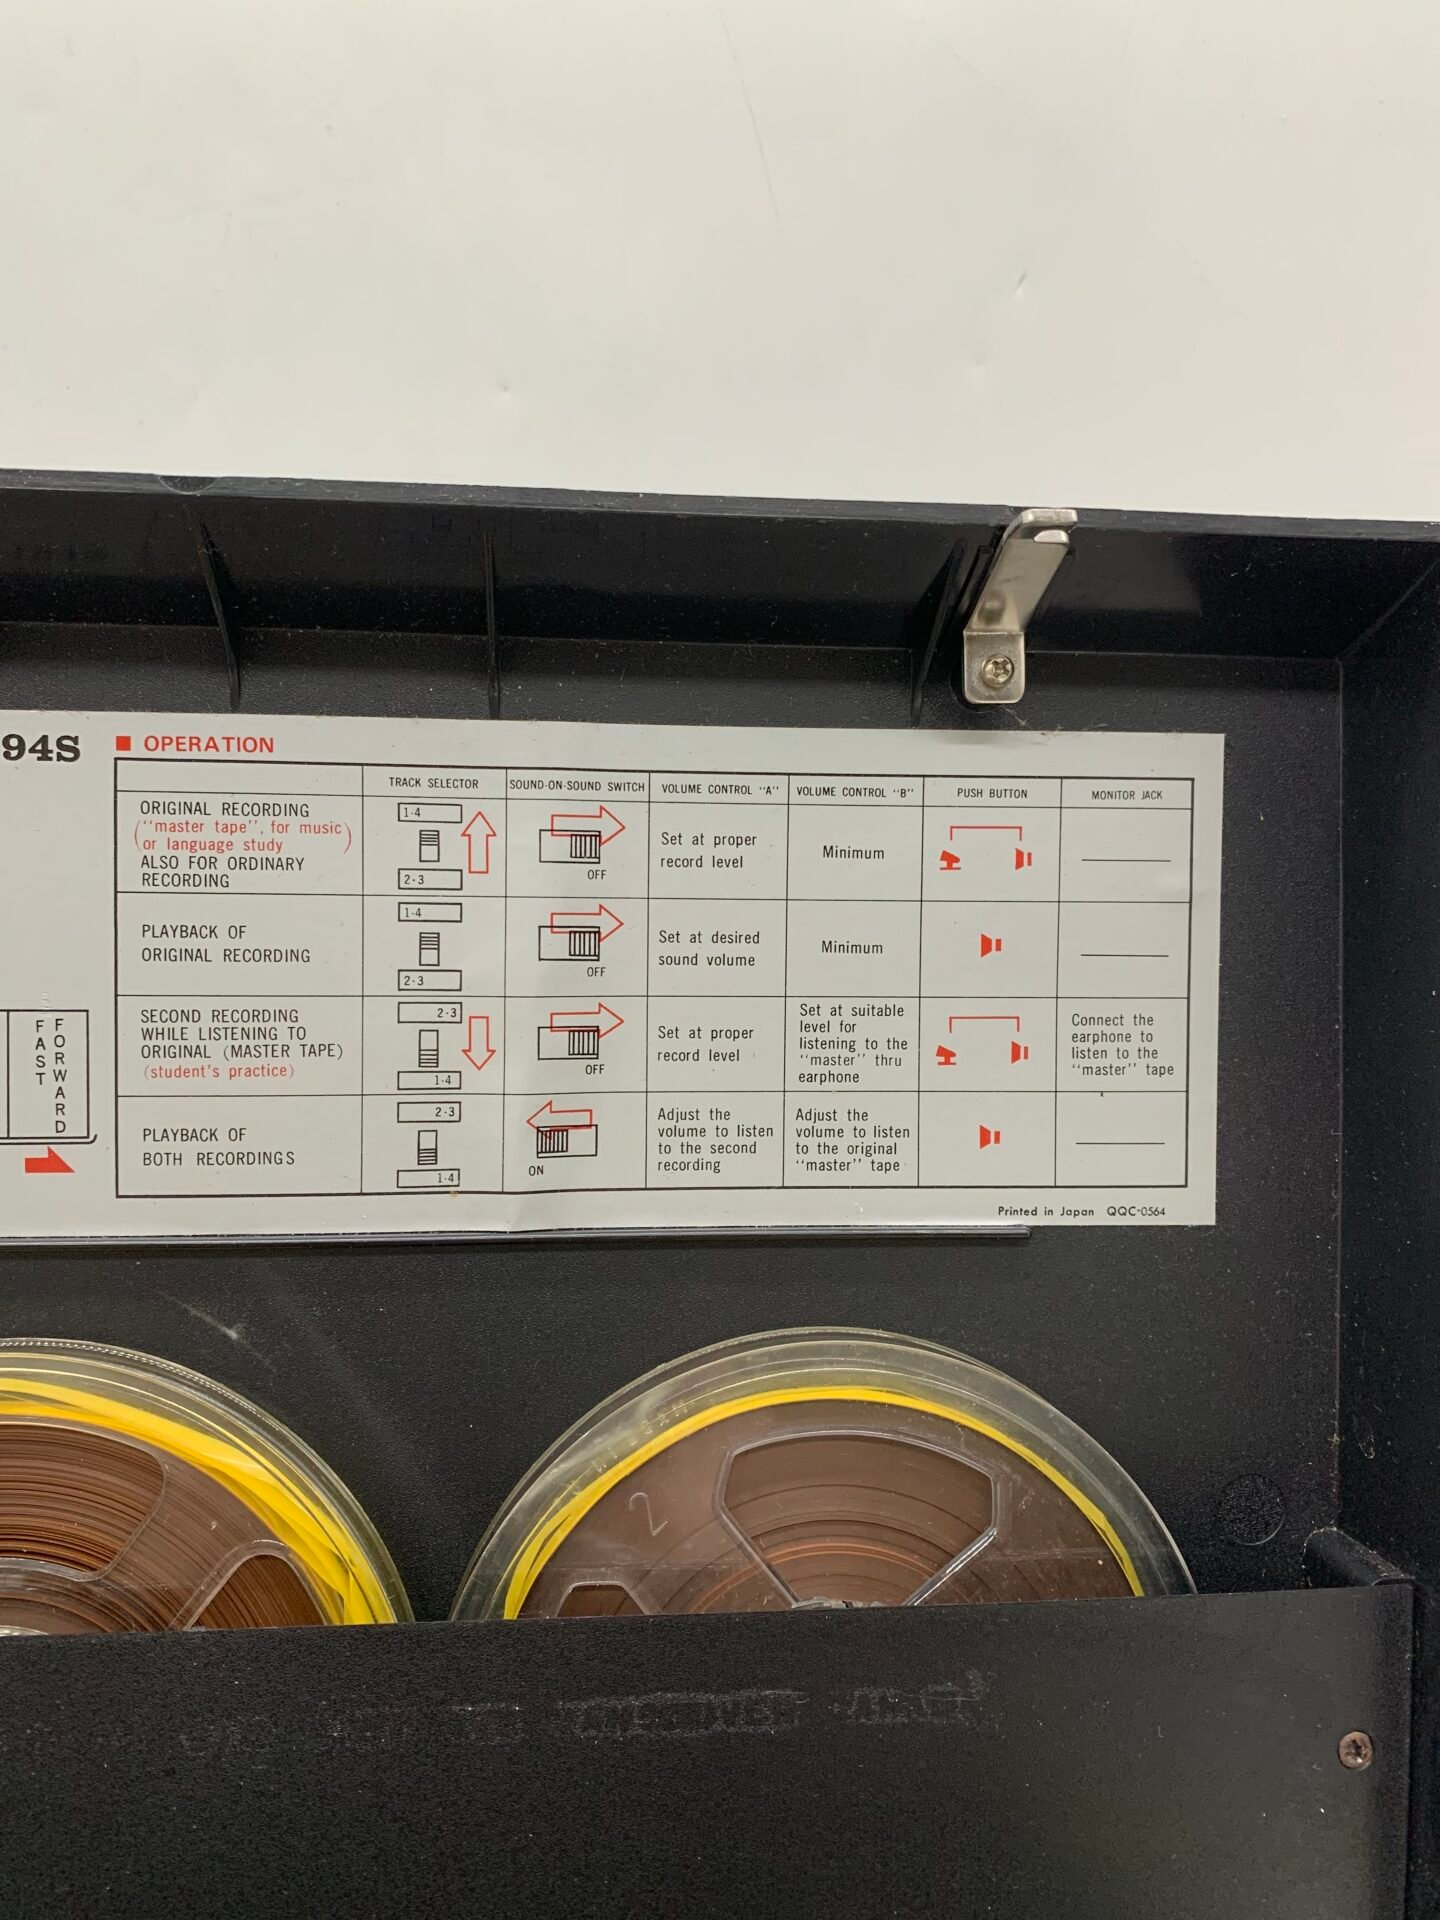 94S
■ OPERATION
TRACK SELECTOR
SOUND-ON-SOUND SWITCH
VOLUME CONTROL "A"
VOLUME CONTROL "B"
PUSH BUTTON
MONITOR JACK
ORIGINAL RECORDING
("master tape", for music
or language study)
ALSO FOR ORDINARY
RECORDING
1-4
2-3
OFF
Set at proper
record level
Minimum
PLAYBACK OF
ORIGINAL RECORDING
1-4
2-3
OFF
Set at desired
sound volume
Minimum
SECOND RECORDING
WHILE LISTENING TO
ORIGINAL (MASTER TAPE)
(student's practice)
2-3
1-4
OFF
Set at proper
record level
Set at suitable
level for
listening to the
"master" thru
earphone
Connect the
earphone to
listen to the
"master" tape
PLAYBACK OF
BOTH RECORDINGS
2-3
1-4
ON
Adjust the
volume to listen
to the second
recording
Adjust the
volume to listen
to the original
"master" tape
FAST
FORWARD
Printed in Japan QQC-0564
2